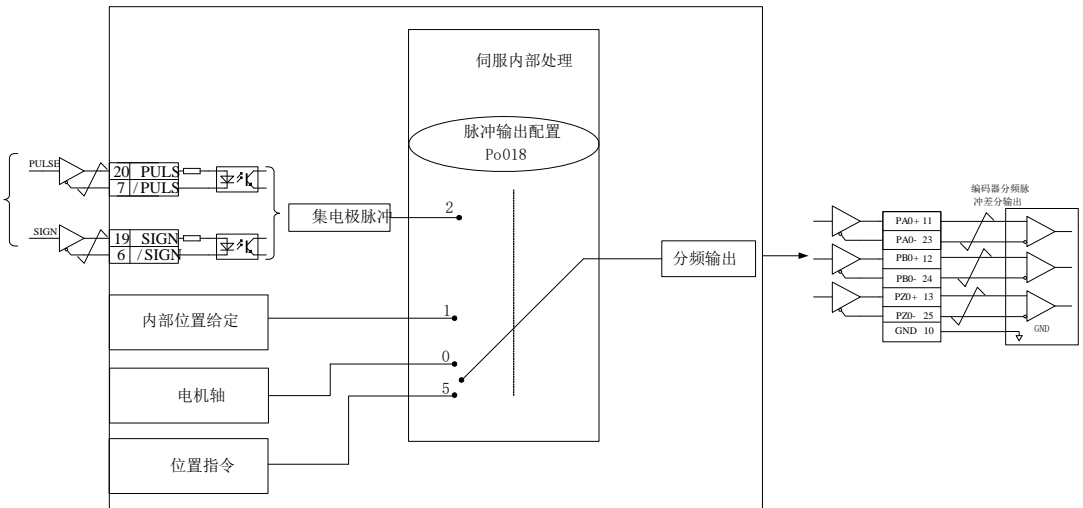 伺服内部处理
脉冲输出配置
Po018
PULSE
20 PULS
7 /PULS
SIGN
19 SIGN
6 /SIGN
集电极脉冲
2
内部位置给定
1
电机轴
0
5
位置指令
分频输出
编码器分频脉
冲差分输出
PA0+ 11
PA0- 23
PB0+ 12
PB0- 24
PZ0+ 13
PZ0- 25
GND 10
GND